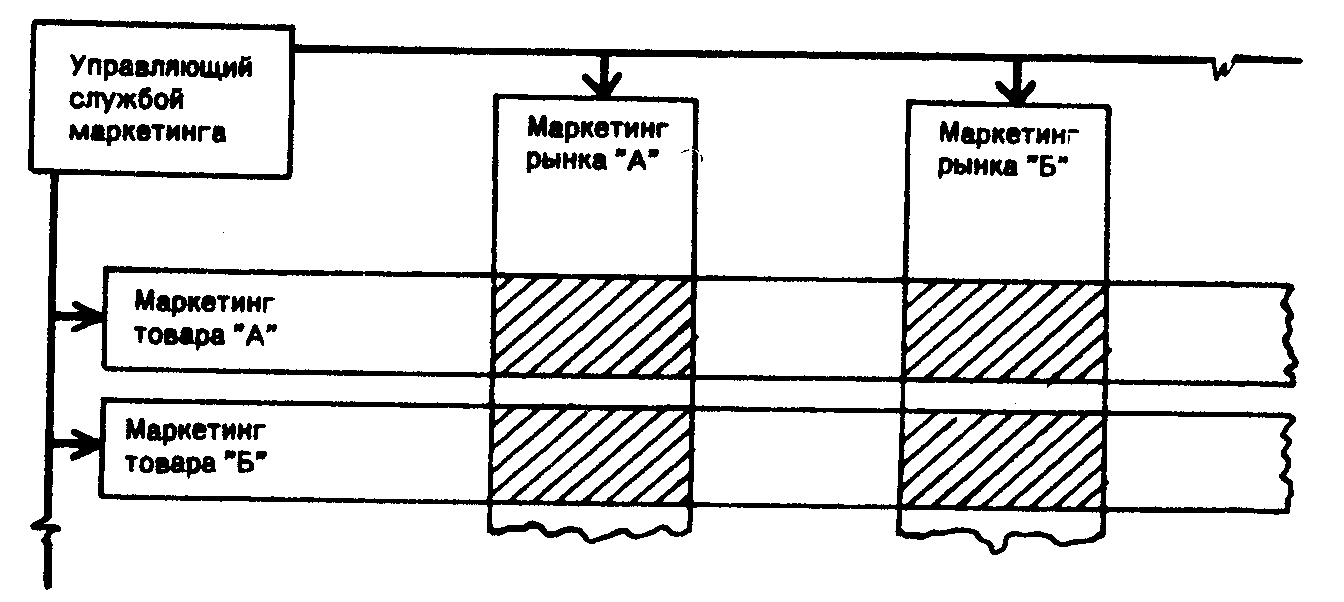 Управляющий
службой
маркетинга
Маркетинг
рынка "А"
Маркетинг
рынка "Б"
Маркетинг
товара "А"
Маркетинг
товара "Б"